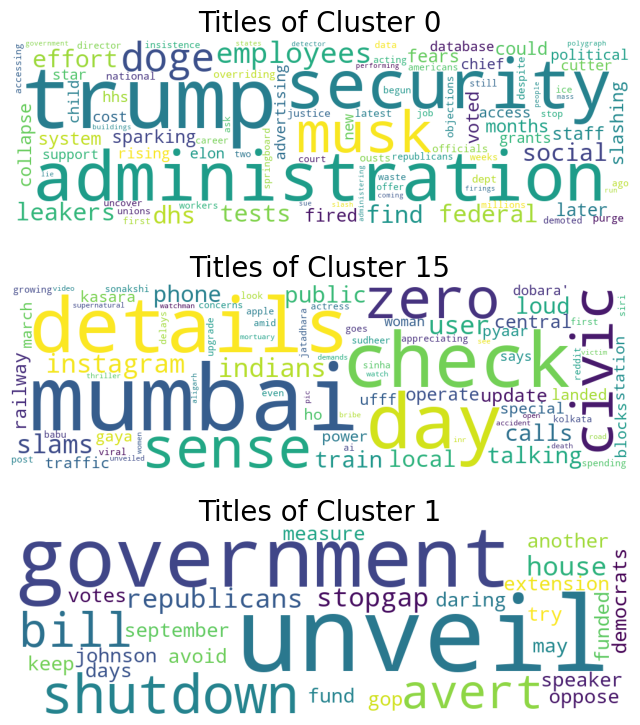 Titles of Cluster 0
government director insistence states detector data polygraph
doge employees acting fears database could political
effort national overriding americans chief despite cutter
accessing star performing begun still ice mass
trump security
child hhs justice latest job objections voted access stop people
cost buildings career ask advertising new months slashing
collapse system sparking musk officials grants staff
support rising elon two springboard court ousts republicans weeks social
lie
administration
uncover waste offer dept firings millions run ago
leakers unions workers tests fired sue administering coming find federal later demoted purge
first dhs
Titles of Cluster 15
growing video sonakshi look public dobara' siri
supernatural kasara phone watchman concerns actress zero loud first
march details delays upgrade apple amid woman user central
mortuary jatadhara goes appreciating pyaar
railway instagram indians sudheer check says reddit victim station
thriller sinha watch demands see civic
mumbai aligarh even pic ufff operate update landed
babu ho bribe day special open kolkata blocks
slams gaya women sense power calls accident death
viral unveiled ai train local inr talking coad
post traffic spending
Titles of Cluster 1
measure another
government house democrats
votes republicans stopgap daring extension
bill september unveil try funded
keep johnson avoid may
days speaker
shutdown fund gop avert oppose